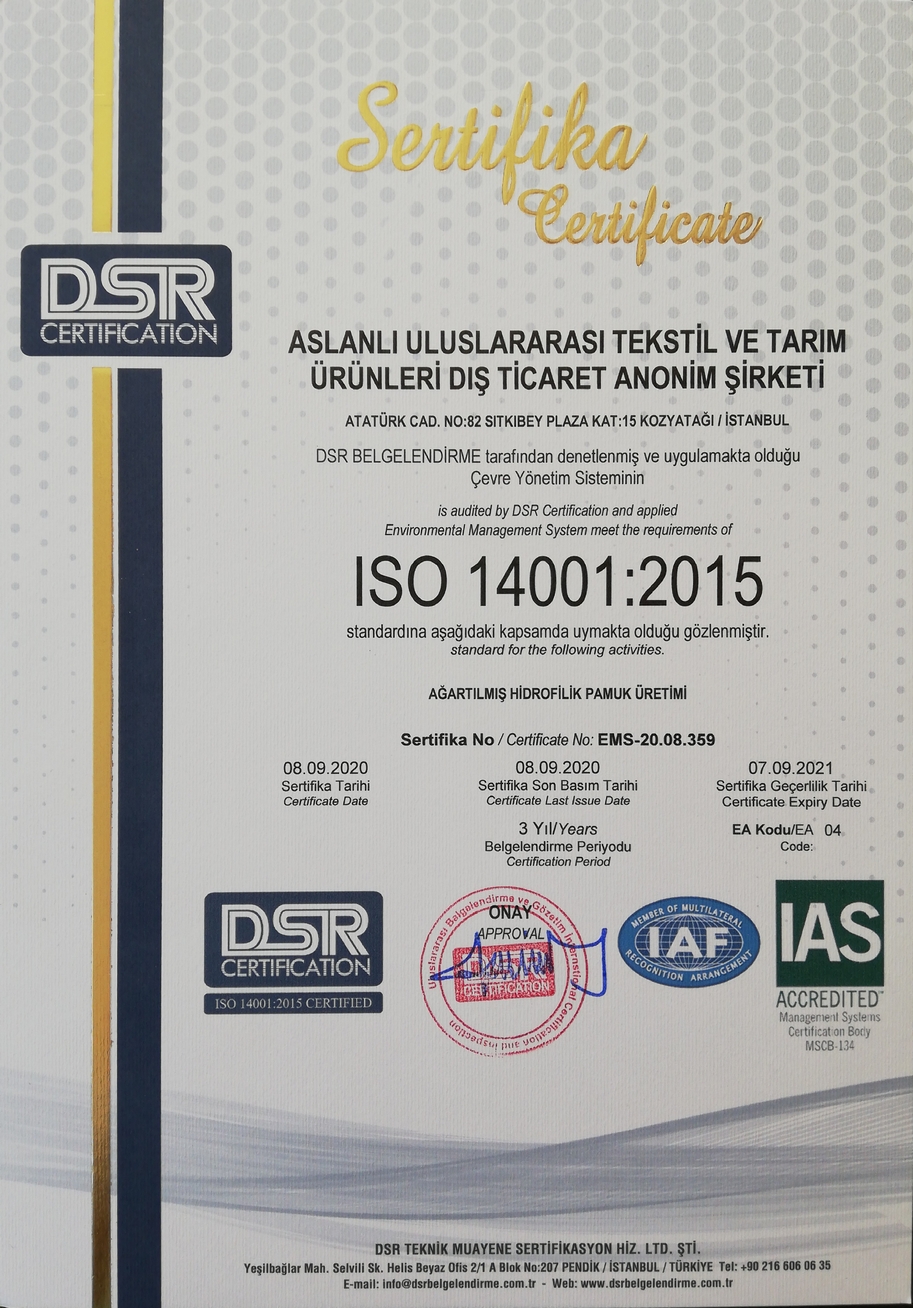 Sertifika
Certificate
DSR
CERTIFICATION
ASLANLI ULUSLARARASI TEKSTİL VE TARIM
ÜRÜNLERİ DIŞ TİCARET ANONİM ŞİRKETİ
ATATÜRK CAD. NO:82 SITKIBEY PLAZA KAT:15 KOZYATAĞI / İSTANBUL
DSR BELGELENDİRME tarafından denetlenmiş ve uygulamakta olduğu
Çevre Yönetim Sisteminin
is audited by DSR Certification and applied
Environmental Management System meet the requirements of
ISO 14001:2015
standardına aşağıdaki kapsamda uymakta olduğu gözlenmiştir.
standard for the following activities.
AĞARTILMIŞ HİDROFİLİK PAMUK ÜRETİMİ
Sertifika No / Certificate No: EMS-20.08.359
08.09.2020
Sertifika Tarihi
Certificate Date
08.09.2020
Sertifika Son Basım Tarihi
Certificate Last Issue Date
07.09.2021
Sertifika Geçerlilik Tarihi
Certificate Expiry Date
3 Yıl/Years
Belgelendirme Periyodu
Certification Period
EA Kodu/EA 04
Code:
DSR
CERTIFICATION
ISO 14001:2015 CERTIFIED
Uluslararası Belgelendirme ve Gözetim International Certification and Inspection
ONAY
APPROVAL
CERTIFICATION
MEMBER OF MULTILATERAL
IAF
RECOGNITION ARRANGEMENT
IAS
ACCREDITED™
Management Systems
Certification Body
MSCB-134
DSR TEKNİK MUAYENE SERTİFİKASYON HİZ. LTD. ŞTİ.
Yeşilbağlar Mah. Selvili Sk. Helis Beyaz Ofis 2/1 A Blok No:207 PENDİK / İSTANBUL / TÜRKİYE Tel: +90 216 606 06 35
E-mail: info@dsrbelgelendirme.com.tr - Web: www.dsrbelgelendirme.com.tr